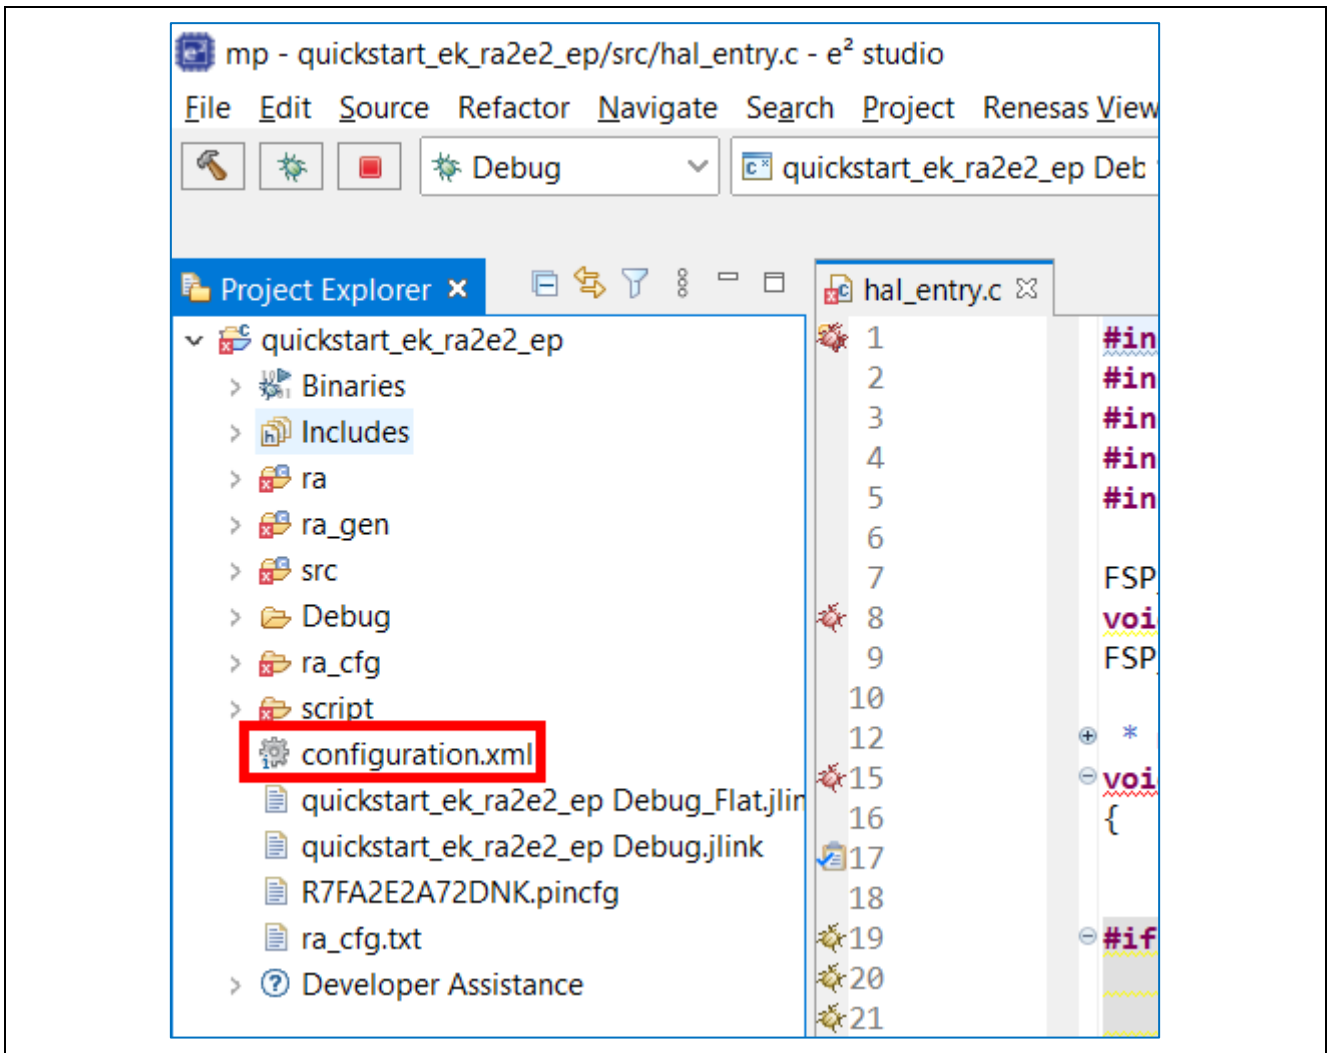 mp - quickstart_ek_ra2e2_ep/src/hal_entry.c - e² studio
File Edit Source Refactor Navigate Search Project Renesas View
Debug quickstart_ek_ra2e2_ep Deb
Project Explorer hal_entry.c
quickstart_ek_ra2e2_ep 1 #in
Binaries 2 #in
Includes 3 #in
ra 4 #in
ra_gen 5 #in
6
src 7 FSP_
Debug 8 voi
ra_cfg 9 FSP_
script 10
configuration.xml 12 *
15 voi
quickstart_ek_ra2e2_ep Debug_Flat.jlin 16 {
quickstart_ek_ra2e2_ep Debug.jlink 17
R7FA2E2A72DNK.pincfg 18
ra_cfg.txt 19 #if
Developer Assistance 20
21